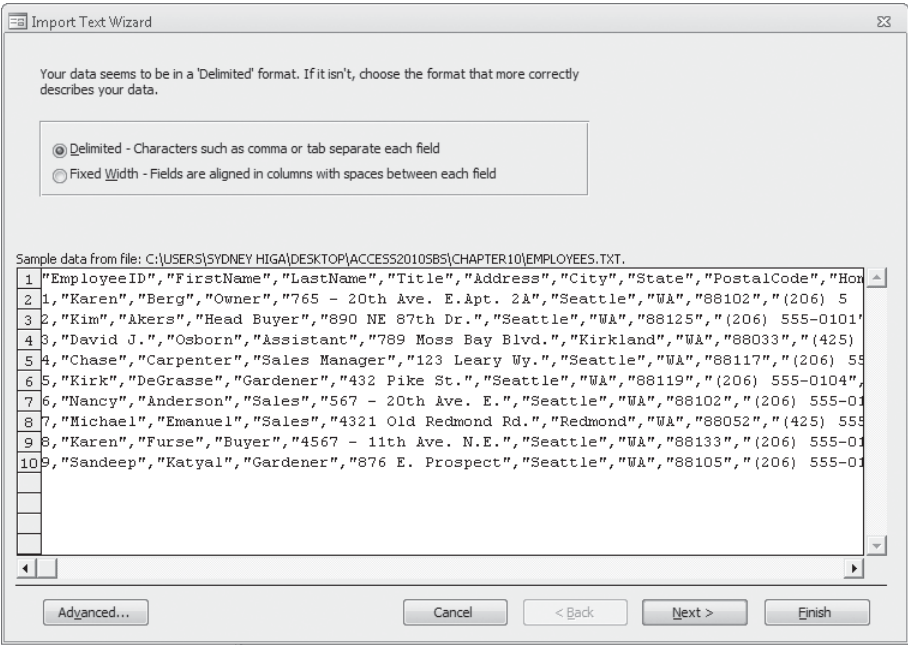 Import Text Wizard
Your data seems to be in a 'Delimited' format. If it isn't, choose the format that more correctly
describes your data.
Delimited - Characters such as comma or tab separate each field
Fixed Width - Fields are aligned in columns with spaces between each field
Sample data from file: C:\USERS\SYDNEY HIGA\DESKTOP\ACCESS2010SBS\CHAPTER10\EMPLOYEES.TXT.
1 "EmployeeID","FirstName","LastName","Title","Address","City","State","PostalCode","Hom
2 1,"Karen","Berg","Owner","765 - 20th Ave. E.Apt. 2A","Seattle","WA","88102","(206) 5
3 2,"Kim","Akers","Head Buyer","890 NE 87th Dr.","Seattle","WA","88125","(206) 555-0101"
4 3,"David J.","Osborn","Assistant","789 Moss Bay Blvd.","Kirkland","WA","88033","(425)
5 4,"Chase","Carpenter","Sales Manager","123 Leary Wy.","Seattle","WA","88117","(206) 55
6 5,"Kirk","DeGrasse","Gardener","432 Pike St.","Seattle","WA","88119","(206) 555-0104",
7 6,"Nancy","Anderson","Sales","567 - 20th Ave. E.","Seattle","WA","88102","(206) 555-01
8 7,"Michael","Emanuel","Sales","4321 Old Redmond Rd.","Redmond","WA","88052","(425) 555
9 8,"Karen","Furse","Buyer","4567 - 11th Ave. N.E.","Seattle","WA","88133","(206) 555-01
10 9,"Sandeep","Katyal","Gardener","876 E. Prospect","Seattle","WA","88105","(206) 555-01
Advanced... Cancel < Back Next > Finish